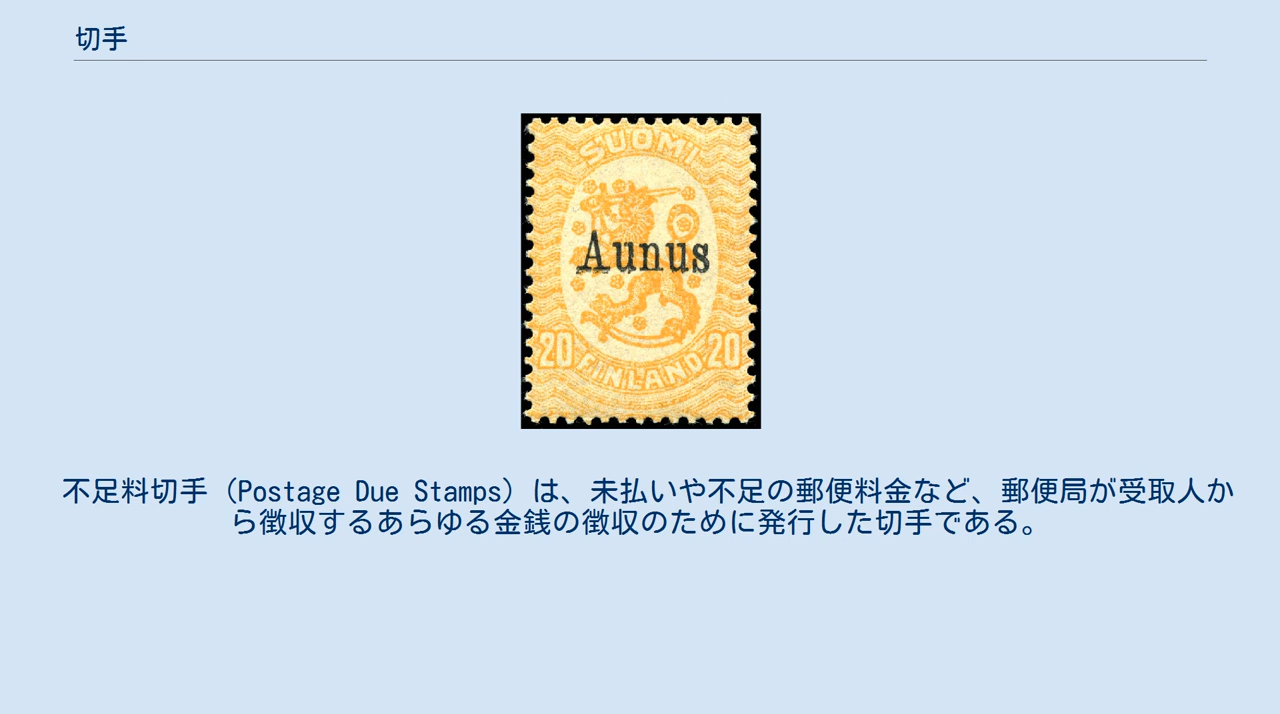 切手
SUOMI
Aunus
20 20
FINLAND
不足料切手（Postage Due Stamps）は、未払いや不足の郵便料金など、郵便局が受取人か
ら徴収するあらゆる金銭の徴収のために発行した切手である。